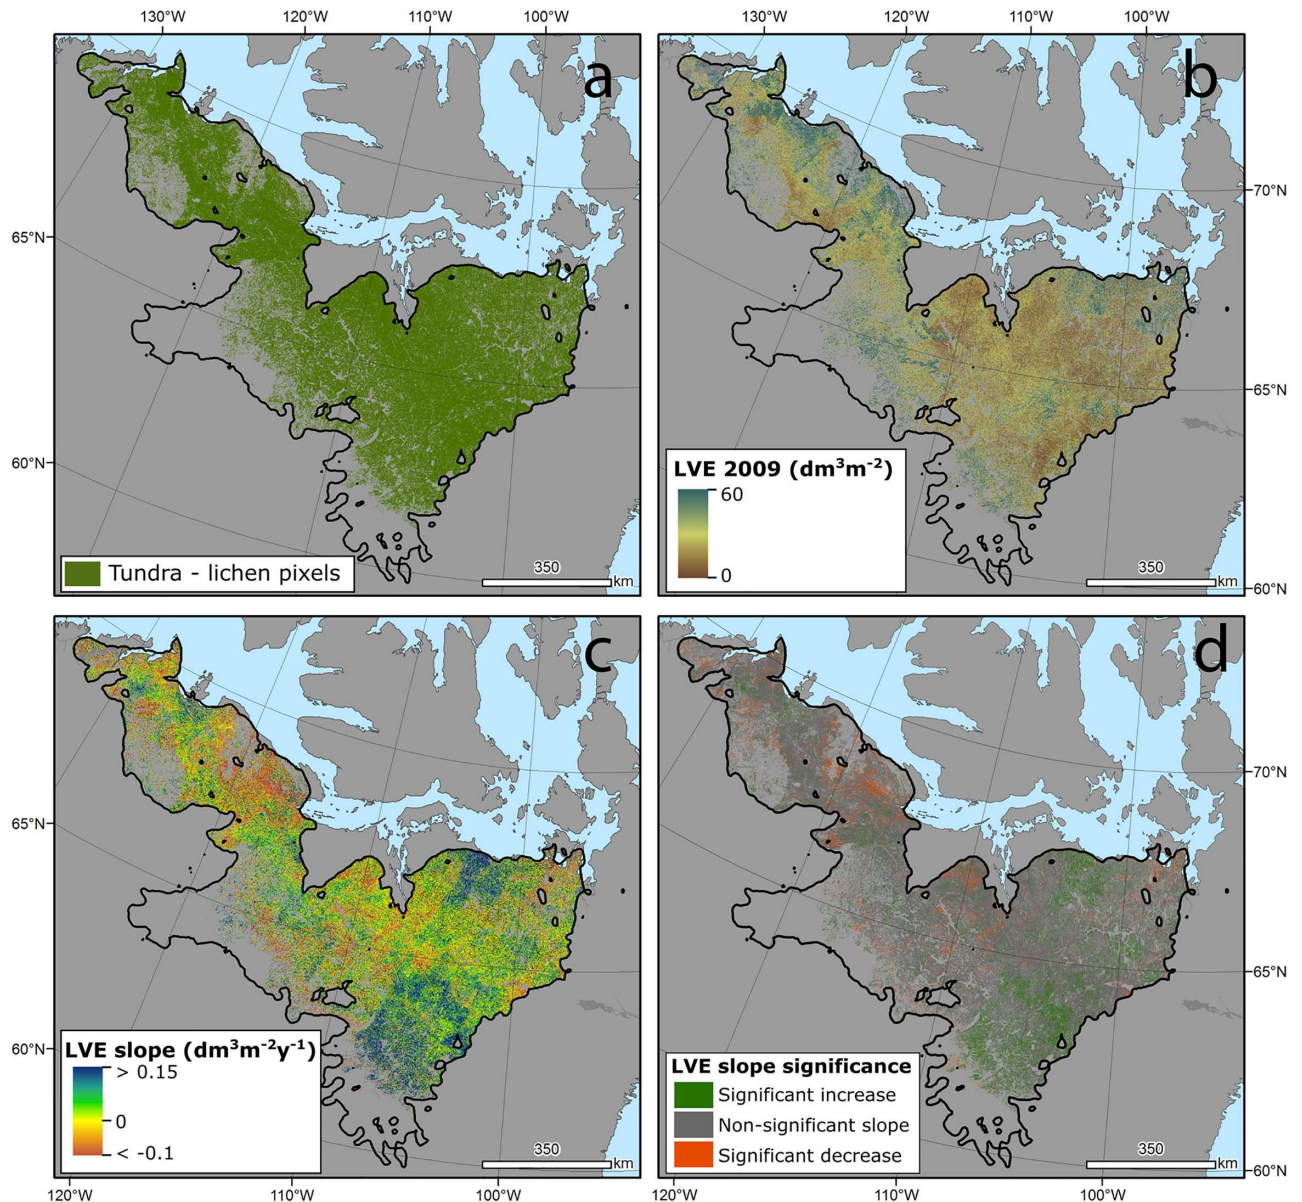 130°W 120°W 110°W 100°W 130°W 120°W 110°W 100°W
a b
70°N
65°N
65°N
60°N
LVE 2009 (dm³m⁻²)
60
0
Tundra - lichen pixels
350
km
350
km
60°N
c d
70°N
65°N
65°N
60°N
LVE slope (dm³m⁻²y⁻¹)
> 0.15
0
< -0.1
350
km
LVE slope significance
Significant increase
Non-significant slope
Significant decrease
350
km
60°N
120°W 110°W 100°W 120°W 110°W 100°W